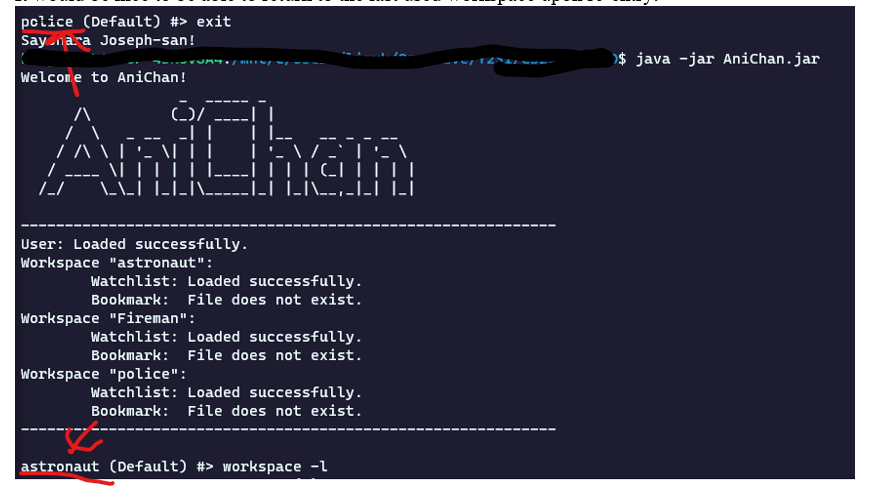 police (Default) #> exit
Sayonara Joseph-san!
$ java -jar AniChan.jar
Welcome to AniChan!
AniChan
------------------------------------------------------------
User: Loaded successfully.
Workspace "astronaut":
Watchlist: Loaded successfully.
Bookmark:  File does not exist.
Workspace "Fireman":
Watchlist: Loaded successfully.
Bookmark:  File does not exist.
Workspace "police":
Watchlist: Loaded successfully.
Bookmark:  File does not exist.
------------------------------------------------------------
astronaut (Default) #> workspace -l